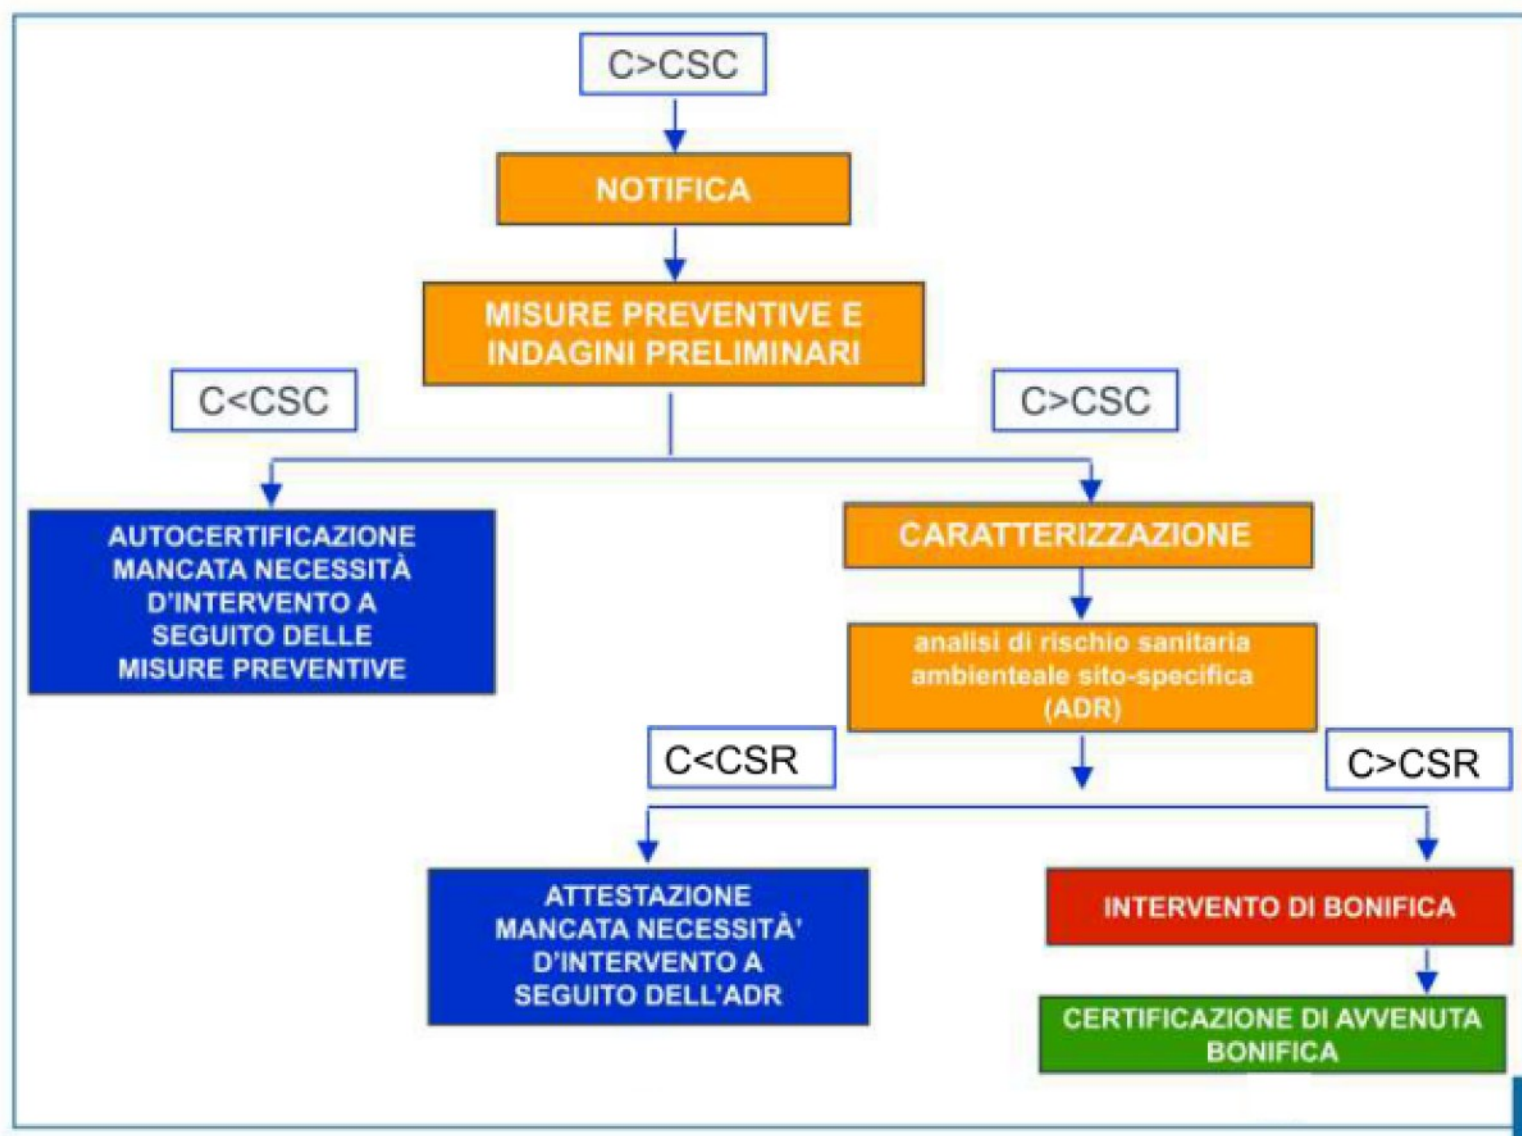 C>CSC
NOTIFICA
MISURE PREVENTIVE E
INDAGINI PRELIMINARI
C<CSC
C>CSC
AUTOCERTIFICAZIONE
MANCATA NECESSITÀ
D'INTERVENTO A
SEGUITO DELLE
MISURE PREVENTIVE
CARATTERIZZAZIONE
analisi di rischio sanitaria
ambienteale sito-specifica
(ADR)
C<CSR
C>CSR
ATTESTAZIONE
MANCATA NECESSITÀ'
D'INTERVENTO A
SEGUITO DELL'ADR
INTERVENTO DI BONIFICA
CERTIFICAZIONE DI AVVENUTA
BONIFICA